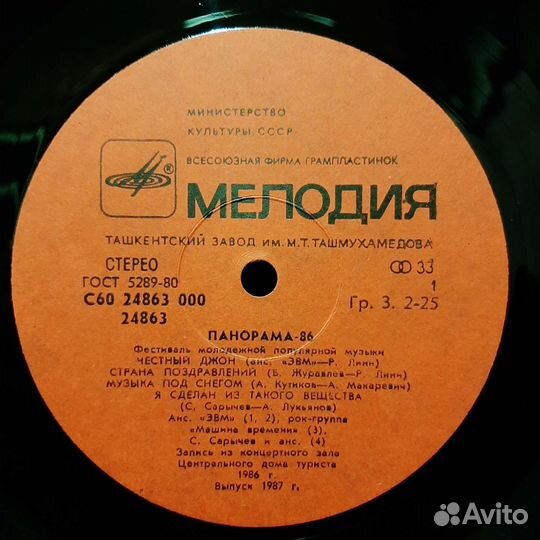 МИНИСТЕРСТВО
КУЛЬТУРЫ СССР
ВСЕСОЮЗНАЯ ФИРМА ГРАМПЛАСТИНОК
МЕЛОДИЯ
®
ТАШКЕНТСКИЙ ЗАВОД ИМ. М.Т. ТАШМУХАМЕДОВА
СТЕРЕО
33
ГОСТ 5289-80
1
С60 24863 000
Гр. 3. 2-25
24863
ПАНОРАМА-86
Фестиваль молодежной популярной музыки
ЧЕСТНЫЙ ДЖОН (анс. «ЭВМ»—Р. Линн)
СТРАНА ПОЗДРАВЛЕНИЙ (Б. Журавлев—Р. Линн)
МУЗЫКА ПОД СНЕГОМ (А. Кутиков—А. Макаревич)
Я СДЕЛАН ИЗ ТАКОГО ВЕЩЕСТВА
(С. Сарычев—А. Лукьянов)
Анс. «ЭВМ» (1, 2), рок-группа
«Машина времени» (3),
С. Сарычев и анс. (4)
Запись из концертного зала
Центрального дома туриста
1986 г.
Выпуск 1987 г.
Avito